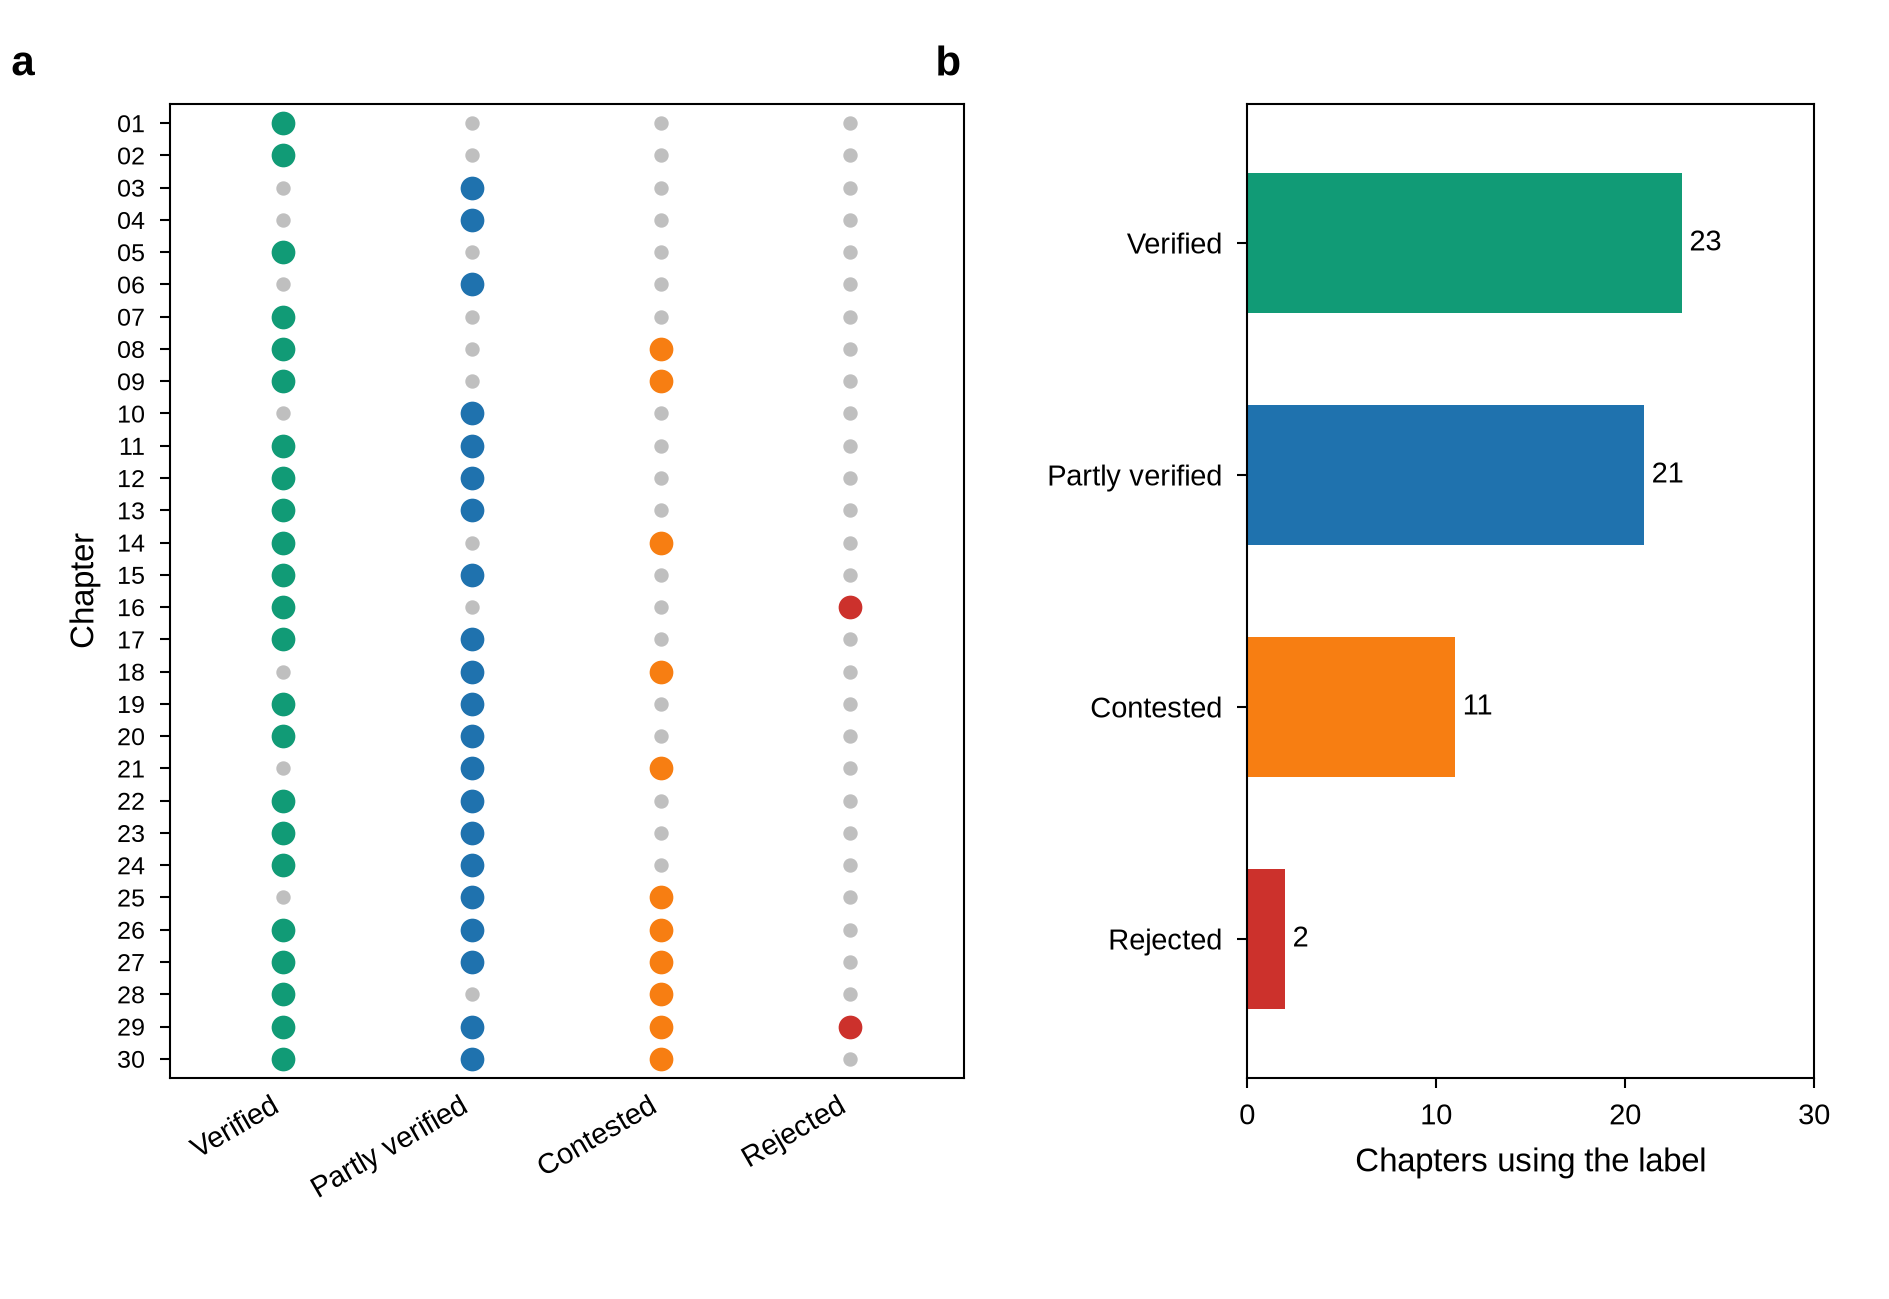 a
01
02
03
04
05
06
07
08
09
10
11
12
13
14
15
16
17
18
19
20
21
22
23
24
25
26
27
28
29
30
Chapter
Verified
Partly verified
Contested
Rejected
b
Verified
23
Partly verified
21
Contested
11
Rejected
2
0 10 20 30
Chapters using the label